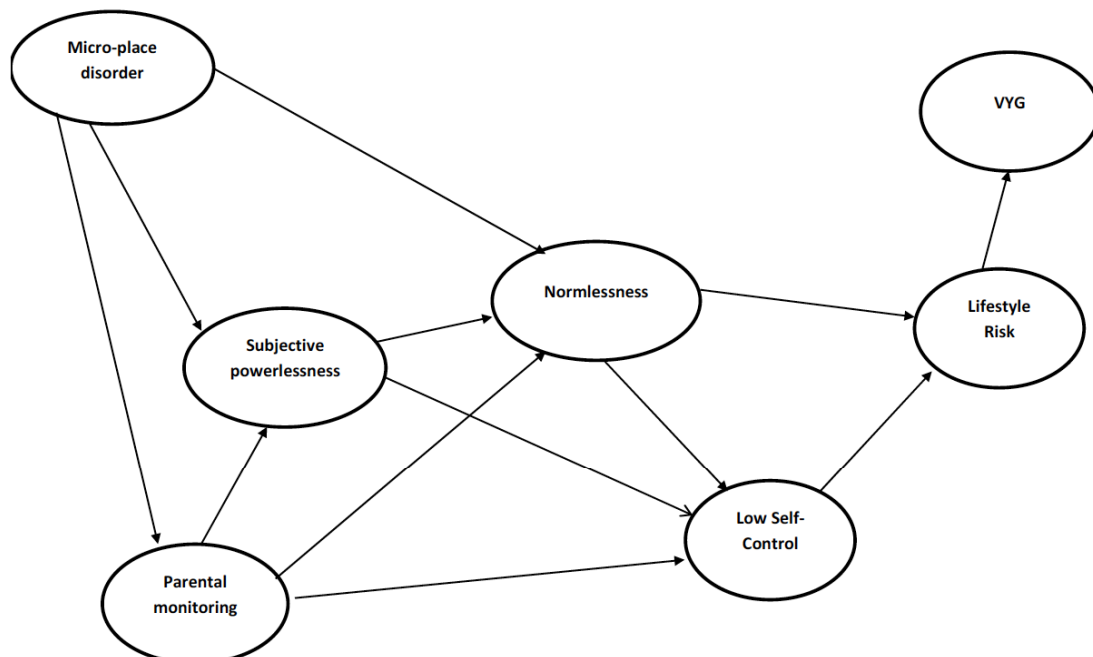 Micro-place
disorder
VYG
Normlessness
Lifestyle
Risk
Subjective
powerlessness
Low Self-
Control
Parental
monitoring